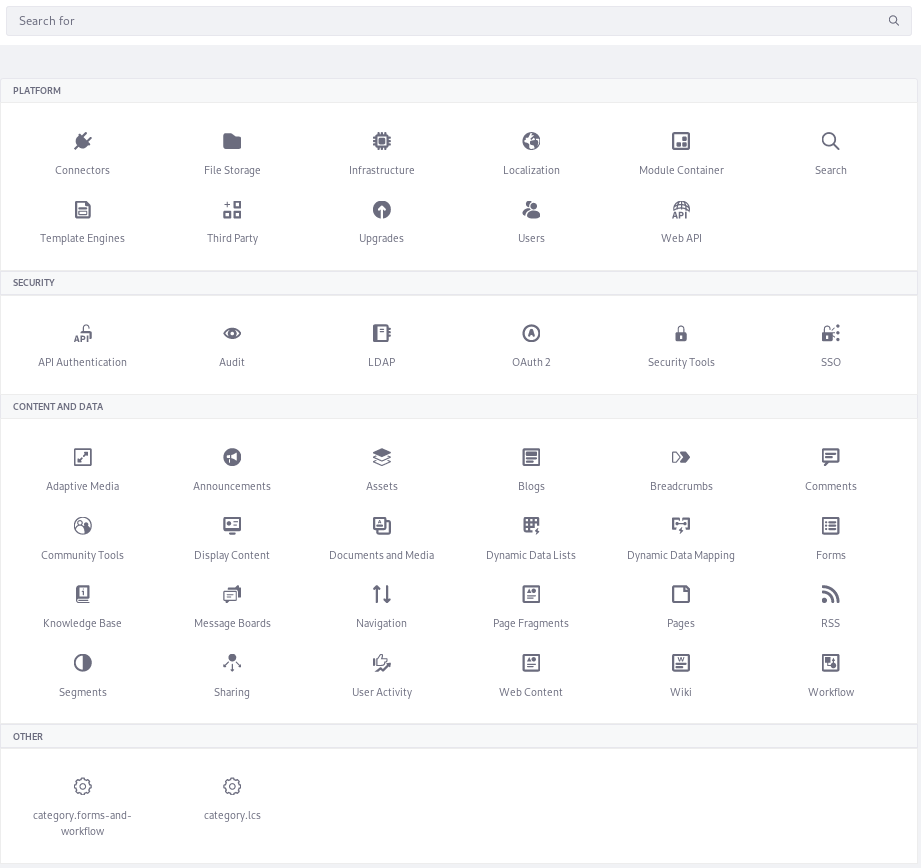 Search for
PLATFORM
Connectors
File Storage
Infrastructure
Localization
Module Container
Search
Template Engines
Third Party
Upgrades
Users
API
Web API
SECURITY
API
API Authentication
Audit
LDAP
A
OAuth 2
Security Tools
SSO
CONTENT AND DATA
Adaptive Media
Announcements
Assets
Blogs
Breadcrumbs
Comments
Community Tools
Display Content
Documents and Media
Dynamic Data Lists
Dynamic Data Mapping
Forms
Knowledge Base
Message Boards
Navigation
Page Fragments
Pages
RSS
Segments
Sharing
User Activity
Web Content
W
Wiki
Workflow
OTHER
category.forms-and-
workflow
category.lcs